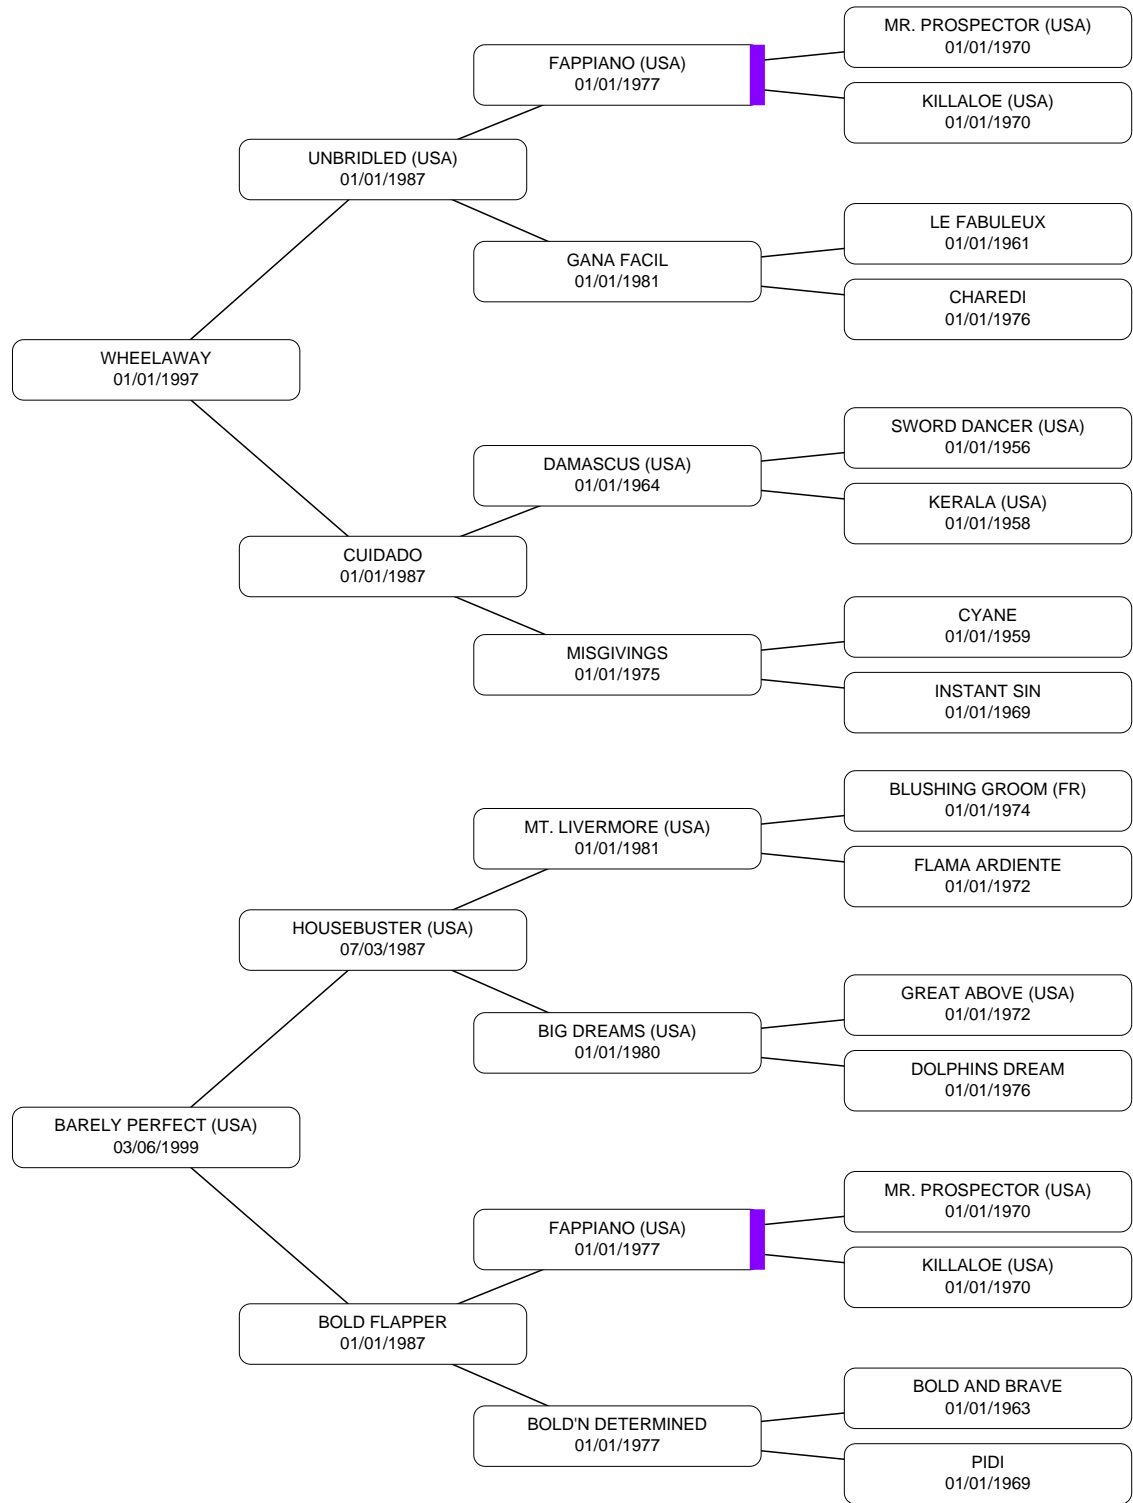 MR. PROSPECTOR (USA)
01/01/1970
FAPPIANO (USA)
01/01/1977
KILLALOE (USA)
01/01/1970
UNBRIDLED (USA)
01/01/1987
LE FABULEUX
01/01/1961
GANA FACIL
01/01/1981
CHAREDI
01/01/1976
WHEELAWAY
01/01/1997
SWORD DANCER (USA)
01/01/1956
DAMASCUS (USA)
01/01/1964
KERALA (USA)
01/01/1958
CUIDADO
01/01/1987
CYANE
01/01/1959
MISGIVINGS
01/01/1975
INSTANT SIN
01/01/1969
BLUSHING GROOM (FR)
01/01/1974
MT. LIVERMORE (USA)
01/01/1981
FLAMA ARDIENTE
01/01/1972
HOUSEBUSTER (USA)
07/03/1987
GREAT ABOVE (USA)
01/01/1972
BIG DREAMS (USA)
01/01/1980
DOLPHINS DREAM
01/01/1976
BARELY PERFECT (USA)
03/06/1999
MR. PROSPECTOR (USA)
01/01/1970
FAPPIANO (USA)
01/01/1977
KILLALOE (USA)
01/01/1970
BOLD FLAPPER
01/01/1987
BOLD AND BRAVE
01/01/1963
BOLD'N DETERMINED
01/01/1977
PIDI
01/01/1969